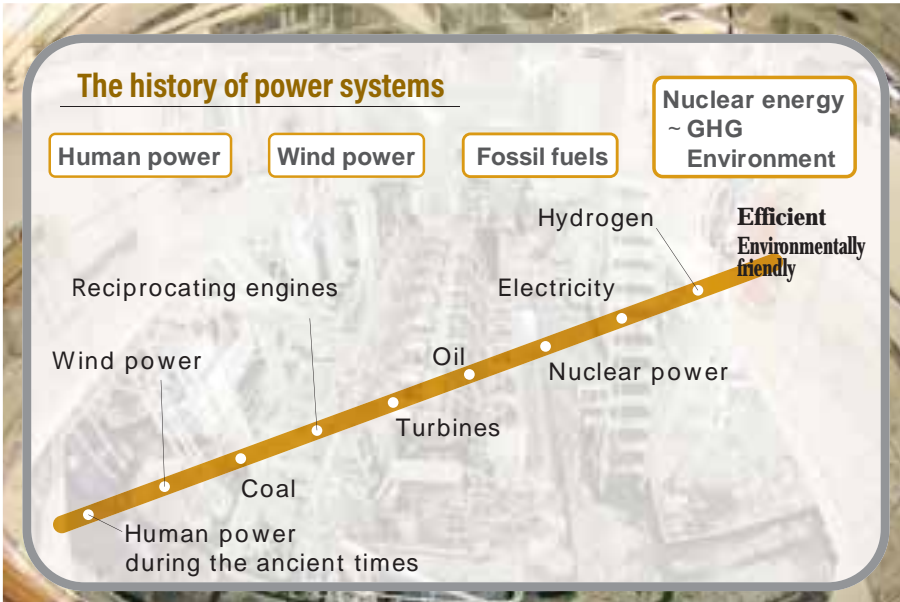 The history of power systems
Human power
Wind power
Fossil fuels
Nuclear energy
~ GHG
Environment
Hydrogen
Efficient
Environmentally
friendly
Reciprocating engines
Electricity
Wind power
Oil
Nuclear power
Turbines
Coal
Human power
during the ancient times